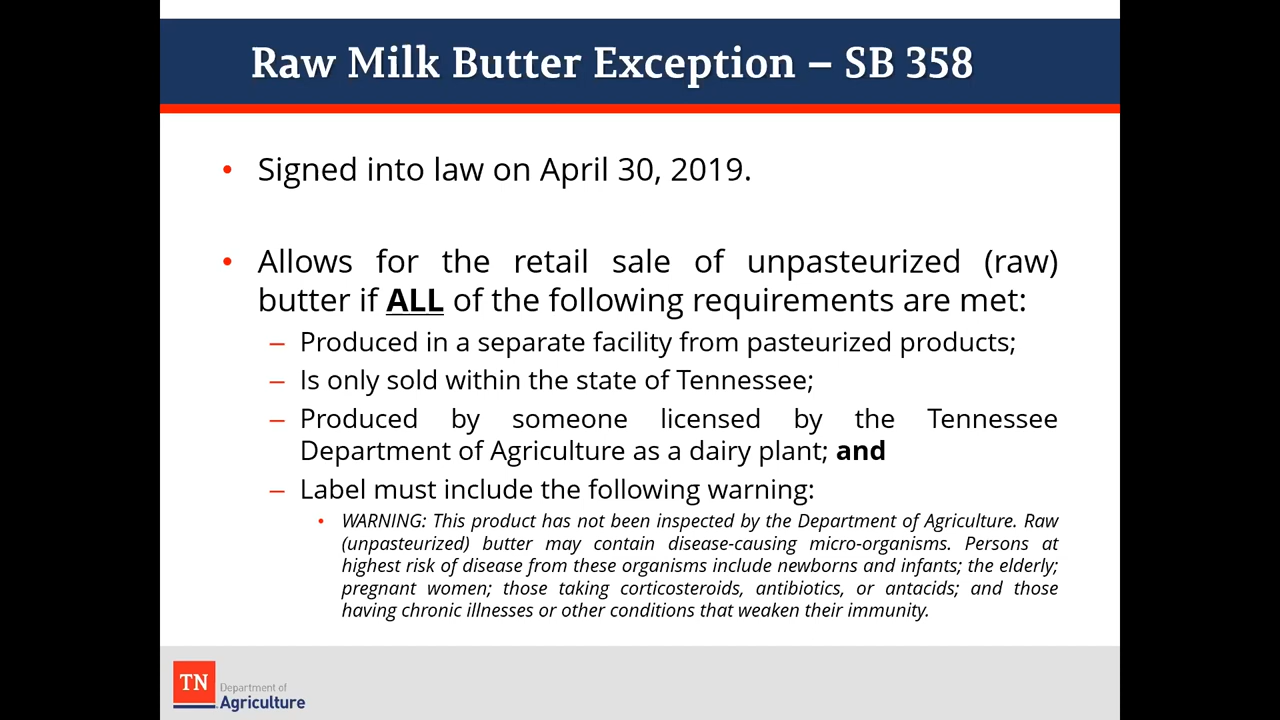 Raw Milk Butter Exception – SB 358
• Signed into law on April 30, 2019.
• Allows for the retail sale of unpasteurized (raw)
butter if ALL of the following requirements are met:
– Produced in a separate facility from pasteurized products;
– Is only sold within the state of Tennessee;
– Produced by someone licensed by the Tennessee
Department of Agriculture as a dairy plant; and
– Label must include the following warning:
• WARNING: This product has not been inspected by the Department of Agriculture. Raw
(unpasteurized) butter may contain disease-causing micro-organisms. Persons at
highest risk of disease from these organisms include newborns and infants; the elderly;
pregnant women; those taking corticosteroids, antibiotics, or antacids; and those
having chronic illnesses or other conditions that weaken their immunity.
TN
Department of
Agriculture